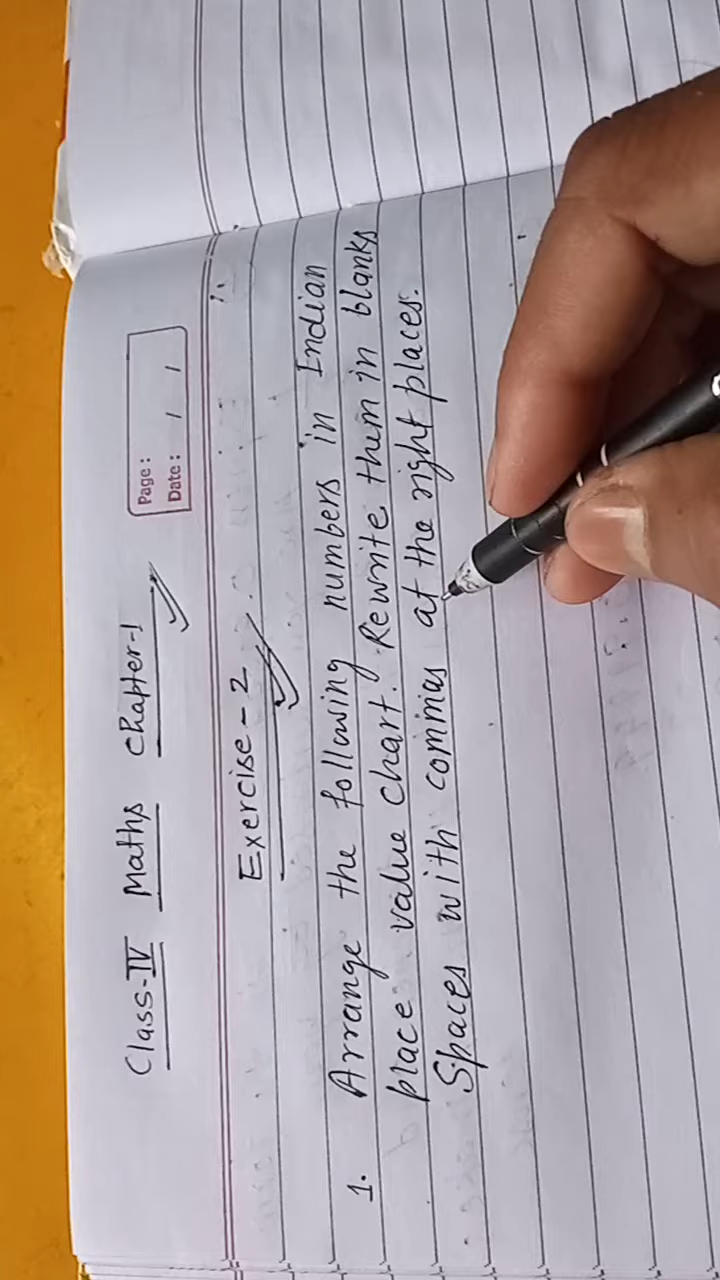 Page:
Date: / /
Class-IV Maths Chapter-1
Exercise-2
1. Arrange the following numbers in Indian
place value chart. Rewrite them in blanks
Spaces with commas at the right places.